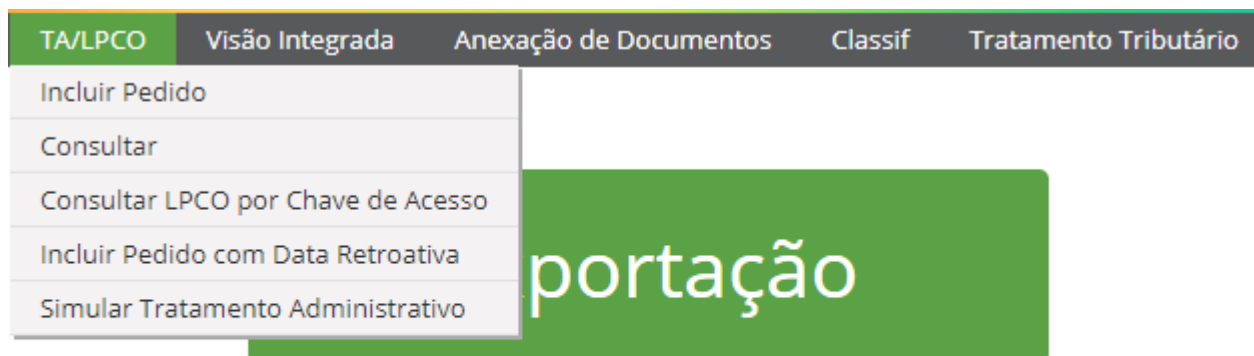 TA/LPCO Visão Integrada Anexação de Documentos Classif Tratamento Tributário
Incluir Pedido
Consultar
Consultar LPCO por Chave de Acesso
Incluir Pedido com Data Retroativa
portação
Simular Tratamento Administrativo